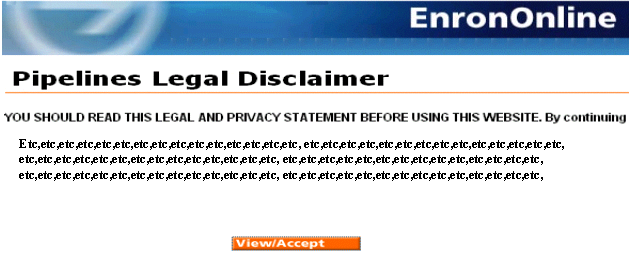 EnronOnline
Pipelines Legal Disclaimer
YOU SHOULD READ THIS LEGAL AND PRIVACY STATEMENT BEFORE USING THIS WEBSITE. By continuing
Etc,etc,etc,etc,etc,etc,etc,etc,etc,etc,etc,etc,etc,etc,etc, etc,etc,etc,etc,etc,etc,etc,etc,etc,etc,etc,etc,etc,etc,
etc,etc,etc,etc,etc,etc,etc,etc,etc,etc,etc,etc,etc,etc, etc,etc,etc,etc,etc,etc,etc,etc,etc,etc,etc,etc,etc,etc,
etc,etc,etc,etc,etc,etc,etc,etc,etc,etc,etc,etc,etc,etc, etc,etc,etc,etc,etc,etc,etc,etc,etc,etc,etc,etc,etc,etc,
View/Accept